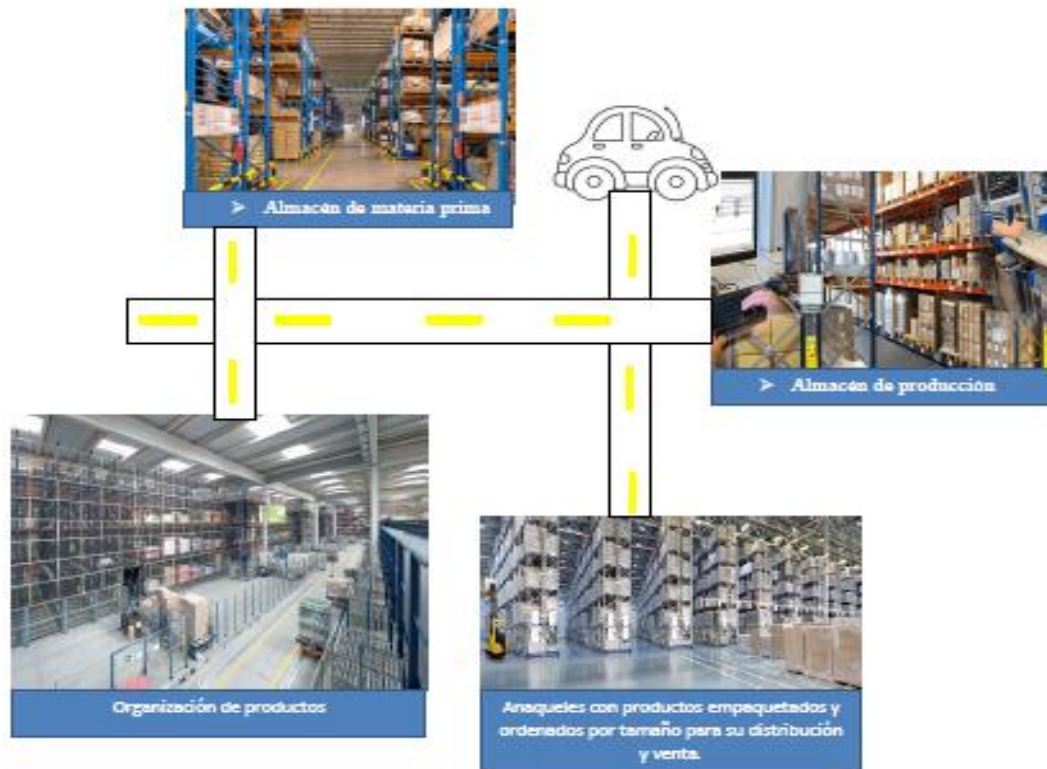 ➤ Almacén de materia prima
➤ Almacén de producción
Organización de productos
Anaqueles con productos empaquetados y
ordenados por tamaño para su distribución
y venta.